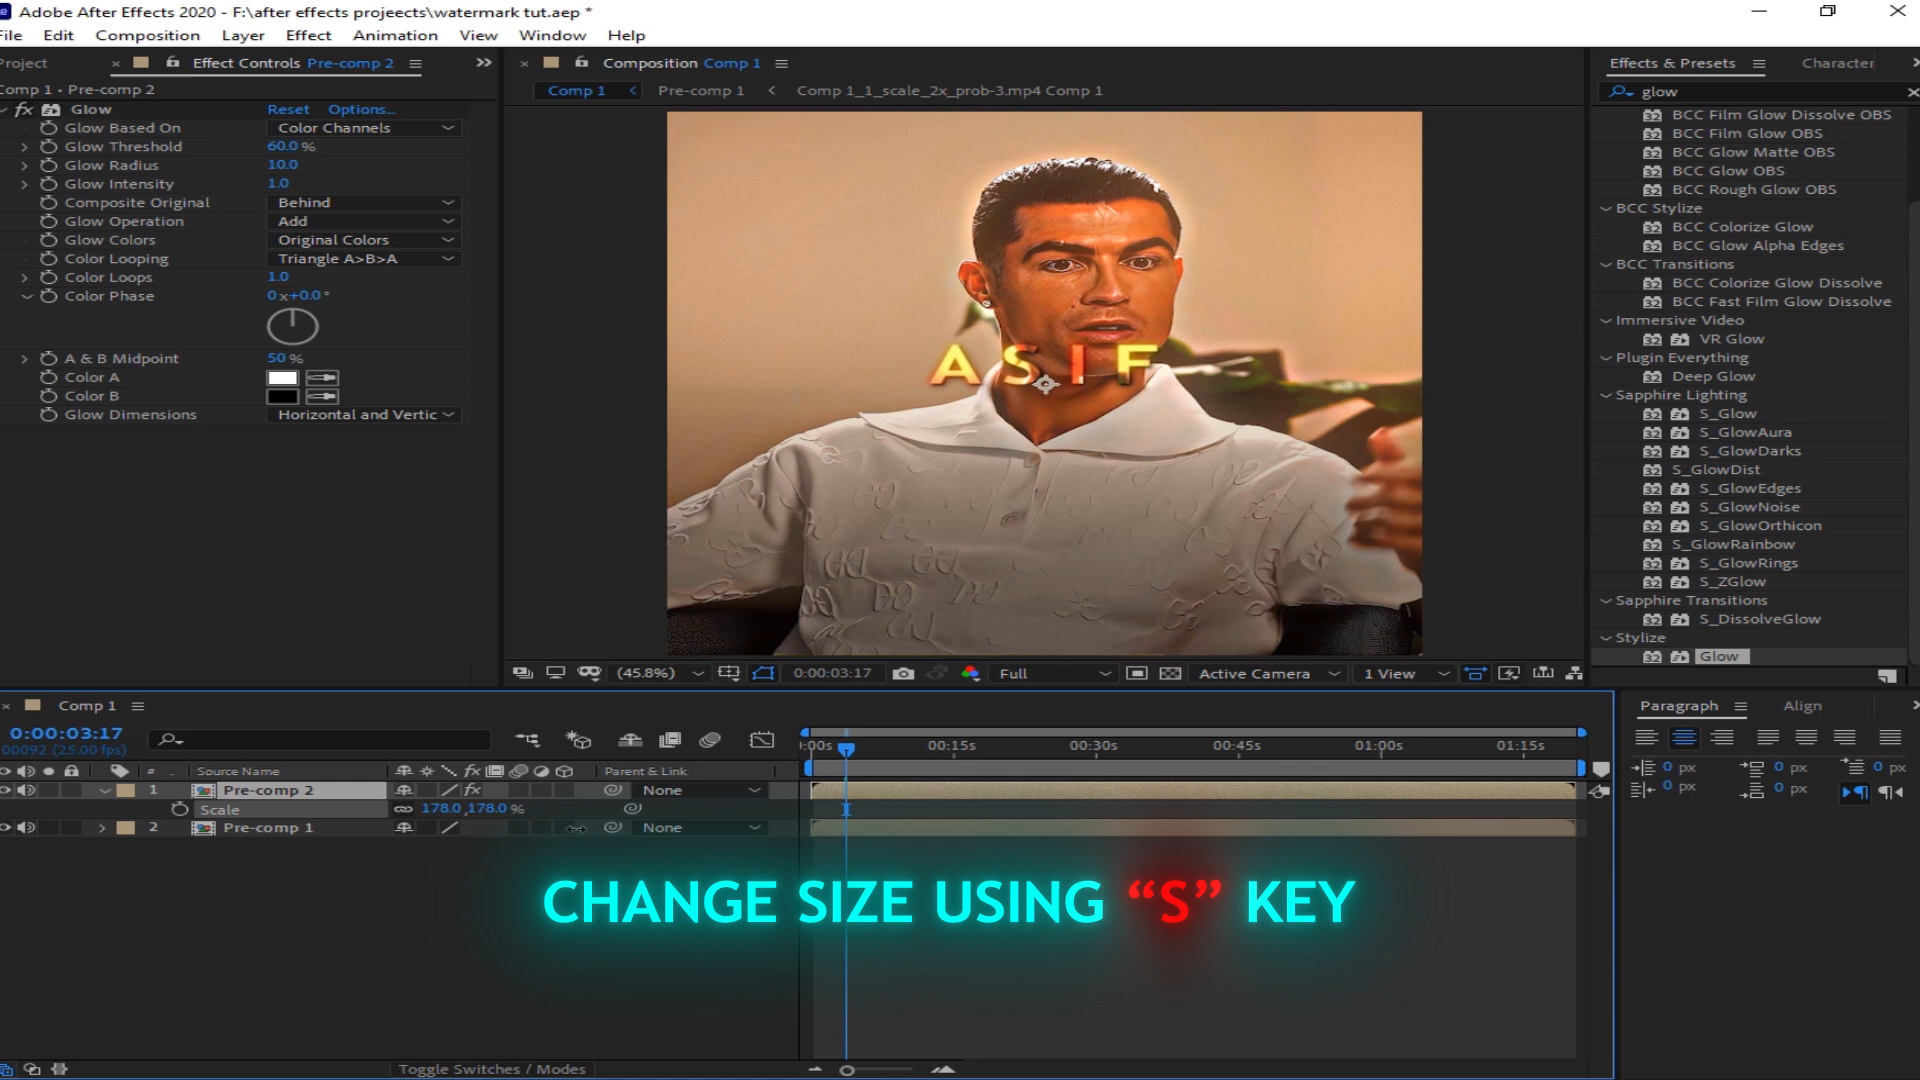 Adobe After Effects 2020 - F:\after effects projeects\watermark tut.aep *
File Edit Composition Layer Effect Animation View Window Help
Project
Effect Controls Pre-comp 2
Comp 1 • Pre-comp 2
fx Glow Reset Options...
Glow Based On Color Channels
Glow Threshold 60.0 %
Glow Radius 10.0
Glow Intensity 1.0
Composite Original Behind
Glow Operation Add
Glow Colors Original Colors
Color Looping Triangle A>B>A
Color Loops 1.0
Color Phase 0x+0.0°
A & B Midpoint 50 %
Color A
Color B
Glow Dimensions Horizontal and Vertic
Composition Comp 1
Comp 1 Pre-comp 1 Comp 1_1_scale_2x_prob-3.mp4 Comp 1
ASIF
(45.8%) 0:00:03:17 Full Active Camera 1 View
Effects & Presets Character
glow
BCC Film Glow Dissolve OBS
BCC Film Glow OBS
BCC Glow Matte OBS
BCC Glow OBS
BCC Rough Glow OBS
BCC Stylize
BCC Colorize Glow
BCC Glow Alpha Edges
BCC Transitions
BCC Colorize Glow Dissolve
BCC Fast Film Glow Dissolve
Immersive Video
VR Glow
Plugin Everything
Deep Glow
Sapphire Lighting
S_Glow
S_GlowAura
S_GlowDarks
S_GlowDist
S_GlowEdges
S_GlowNoise
S_GlowOrthicon
S_GlowRainbow
S_GlowRings
S_ZGlow
Sapphire Transitions
S_DissolveGlow
Stylize
Glow
Comp 1
0:00:03:17
00092 (25.00 fps)
:00s 00:15s 00:30s 00:45s 01:00s 01:15s
# Source Name fx Parent & Link
1 Pre-comp 2 fx None
Scale 178.0,178.0 %
2 Pre-comp 1 None
CHANGE SIZE USING “S” KEY
Toggle Switches / Modes
Paragraph Align
0 px 0 px 0 px
0 px 0 px